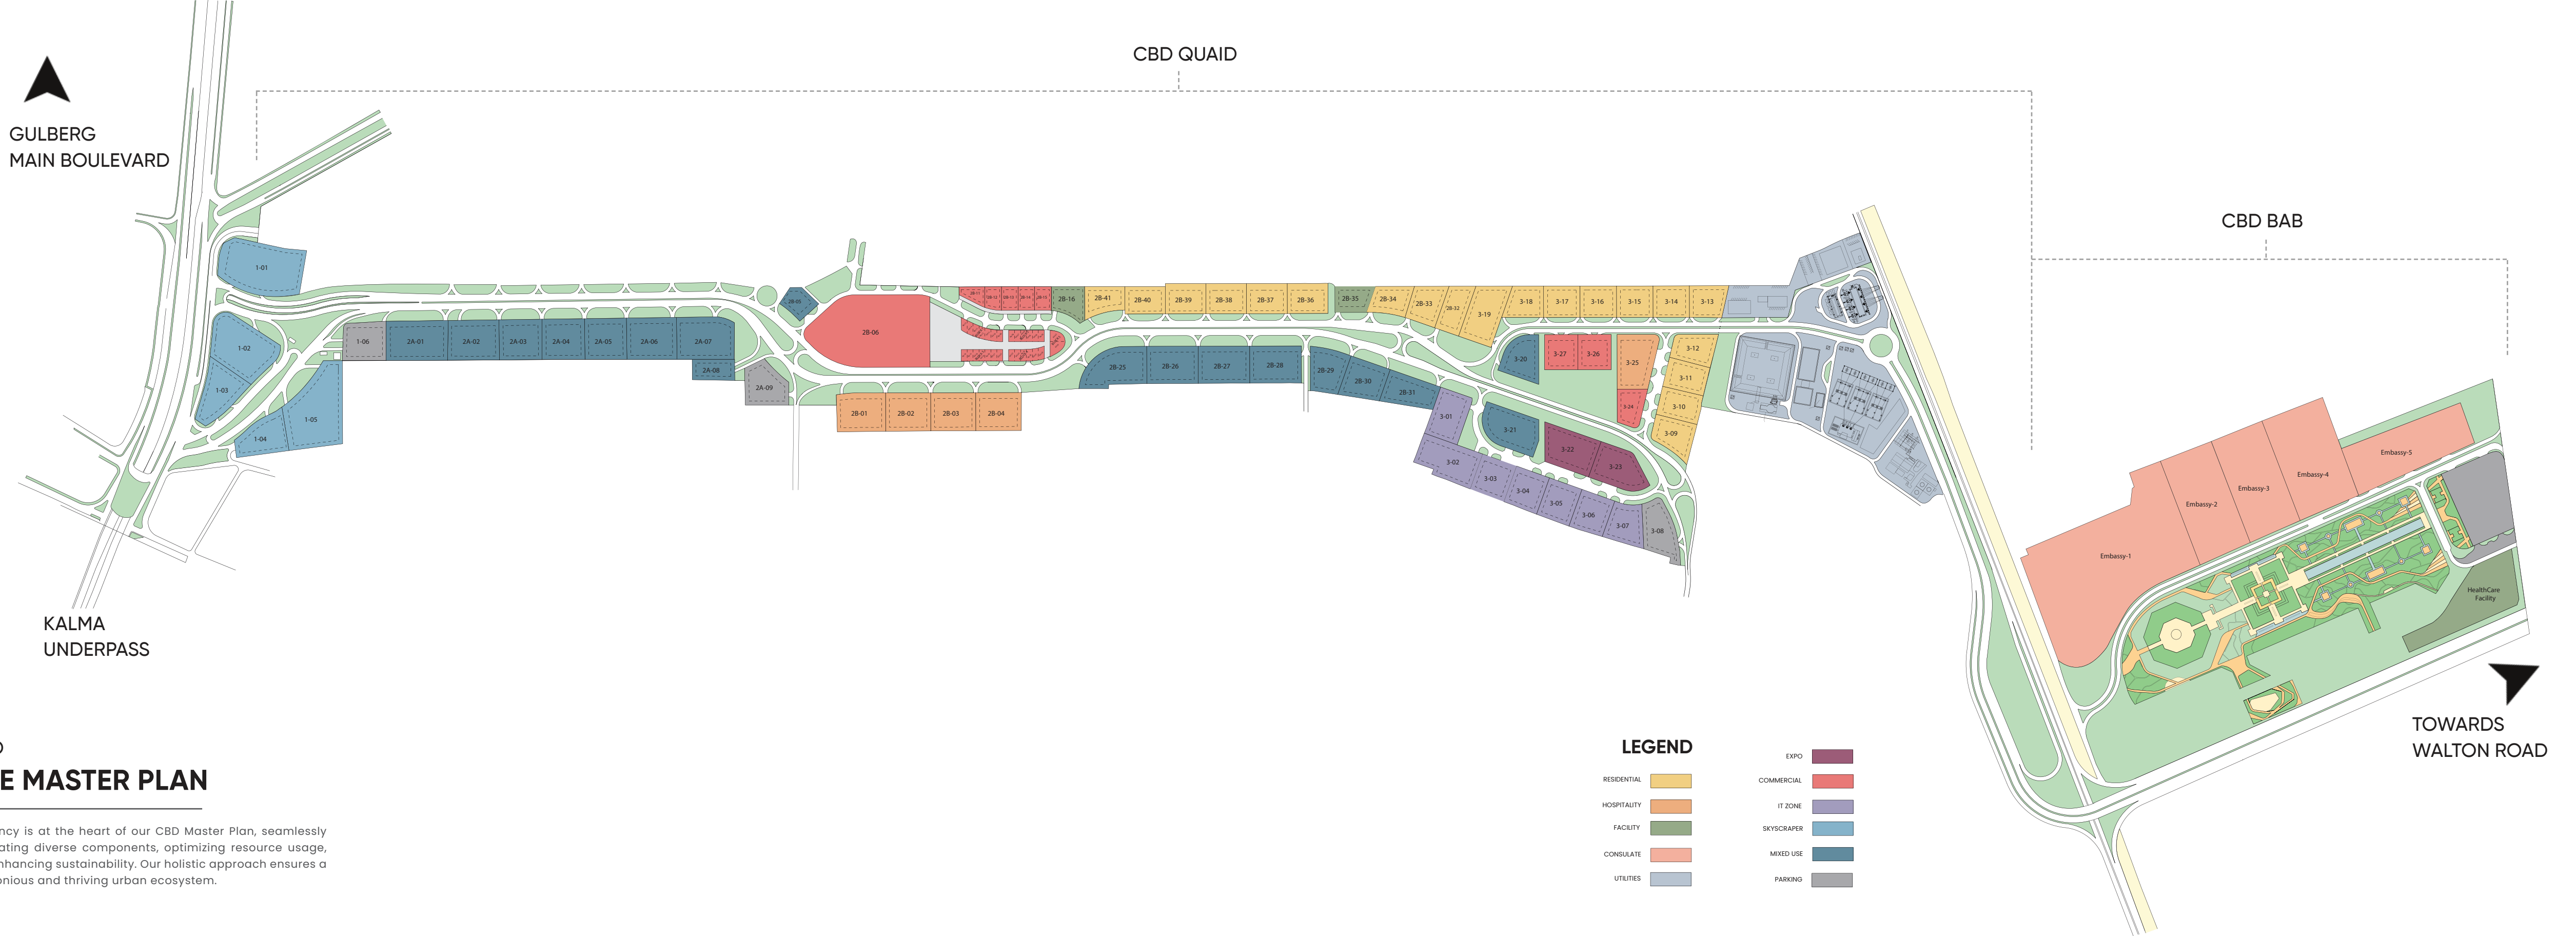 CBD QUAID
GULBERG
MAIN BOULEVARD
CBD BAB
1-01
1-02
1-03
1-04
1-05
1-06
2A-01
2A-02
2A-03
2A-04
2A-05
2A-06
2A-07
2A-08
2A-09
2B-05
2B-06
2B-01
2B-02
2B-03
2B-04
2B-16
2B-41
2B-40
2B-39
2B-38
2B-37
2B-36
2B-35
2B-34
2B-33
2B-32
3-19
3-18
3-17
3-16
3-15
3-14
3-13
2B-25
2B-26
2B-27
2B-28
2B-29
2B-30
2B-31
3-20
3-27
3-26
3-25
3-24
3-12
3-11
3-10
3-09
3-01
3-21
3-22
3-23
3-02
3-03
3-04
3-05
3-06
3-07
3-08
Embassy-1
Embassy-2
Embassy-3
Embassy-4
Embassy-5
HealthCare
Facility
KALMA
UNDERPASS
TOWARDS
WALTON ROAD
E MASTER PLAN
ncy is at the heart of our CBD Master Plan, seamlessly
ating diverse components, optimizing resource usage,
nhancing sustainability. Our holistic approach ensures a
onious and thriving urban ecosystem.
LEGEND
RESIDENTIAL
HOSPITALITY
FACILITY
CONSULATE
UTILITIES
EXPO
COMMERCIAL
IT ZONE
SKYSCRAPER
MIXED USE
PARKING